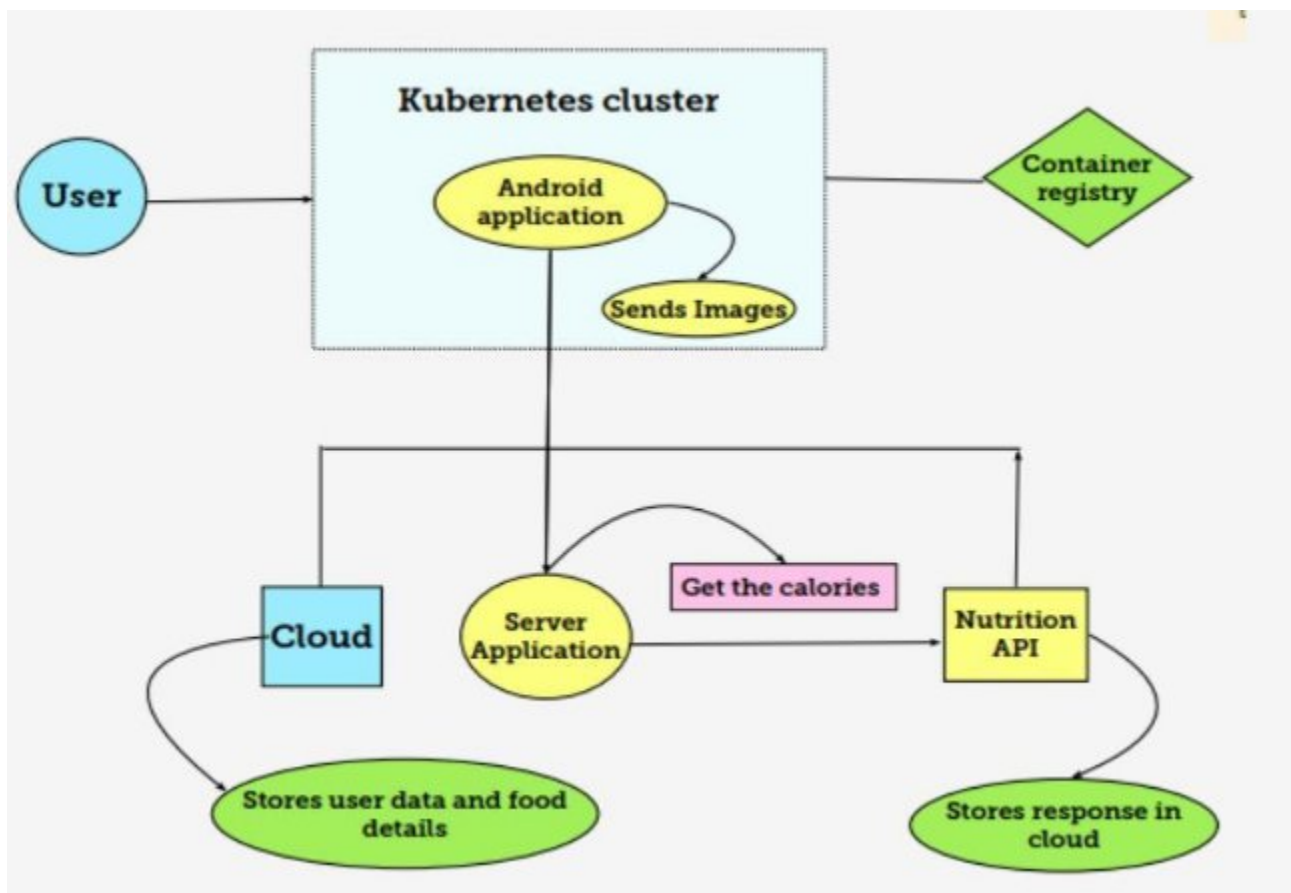 Kubernetes cluster
User
Android
application
Container
registry
Sends Images
Get the calories
Cloud
Server
Application
Nutrition
API
Stores user data and food
details
Stores response in
cloud